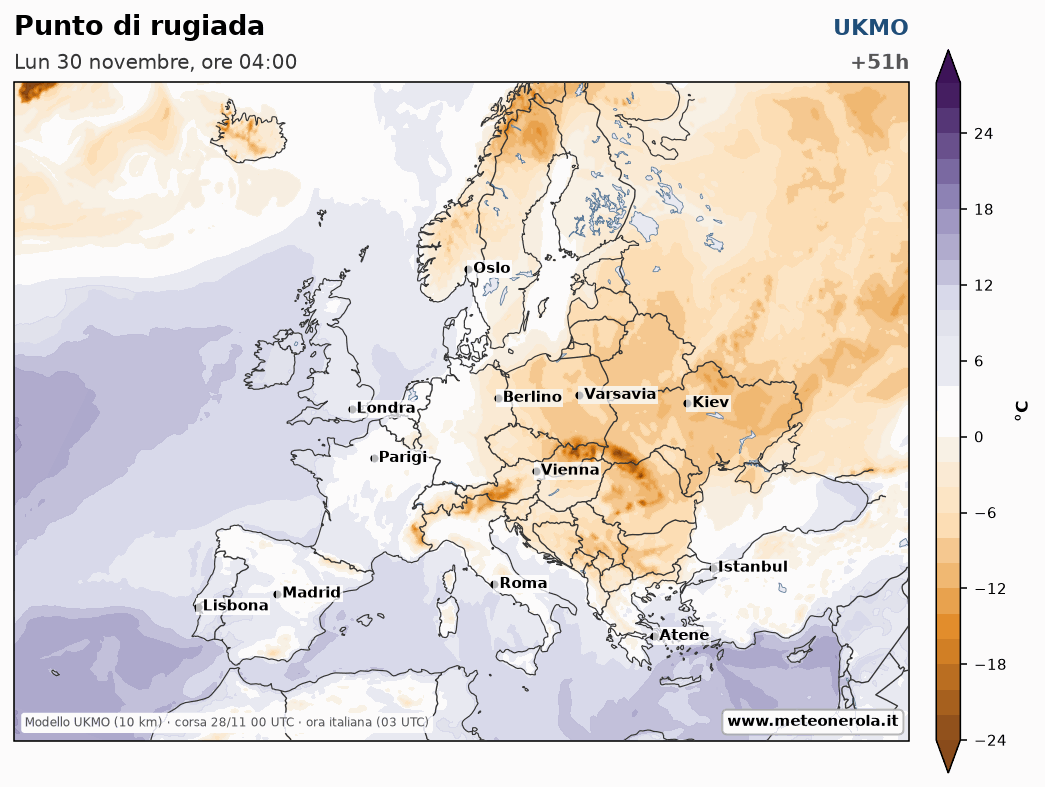 Punto di rugiada
UKMO
Lun 30 novembre, ore 04:00
+51h
Oslo
Berlino
Varsavia
Kiev
Londra
Parigi
Vienna
Istanbul
Roma
Madrid
Lisbona
Atene
Modello UKMO (10 km) · corsa 28/11 00 UTC · ora italiana (03 UTC)
www.meteonerola.it
24
18
12
6
0
−6
−12
−18
−24
°C